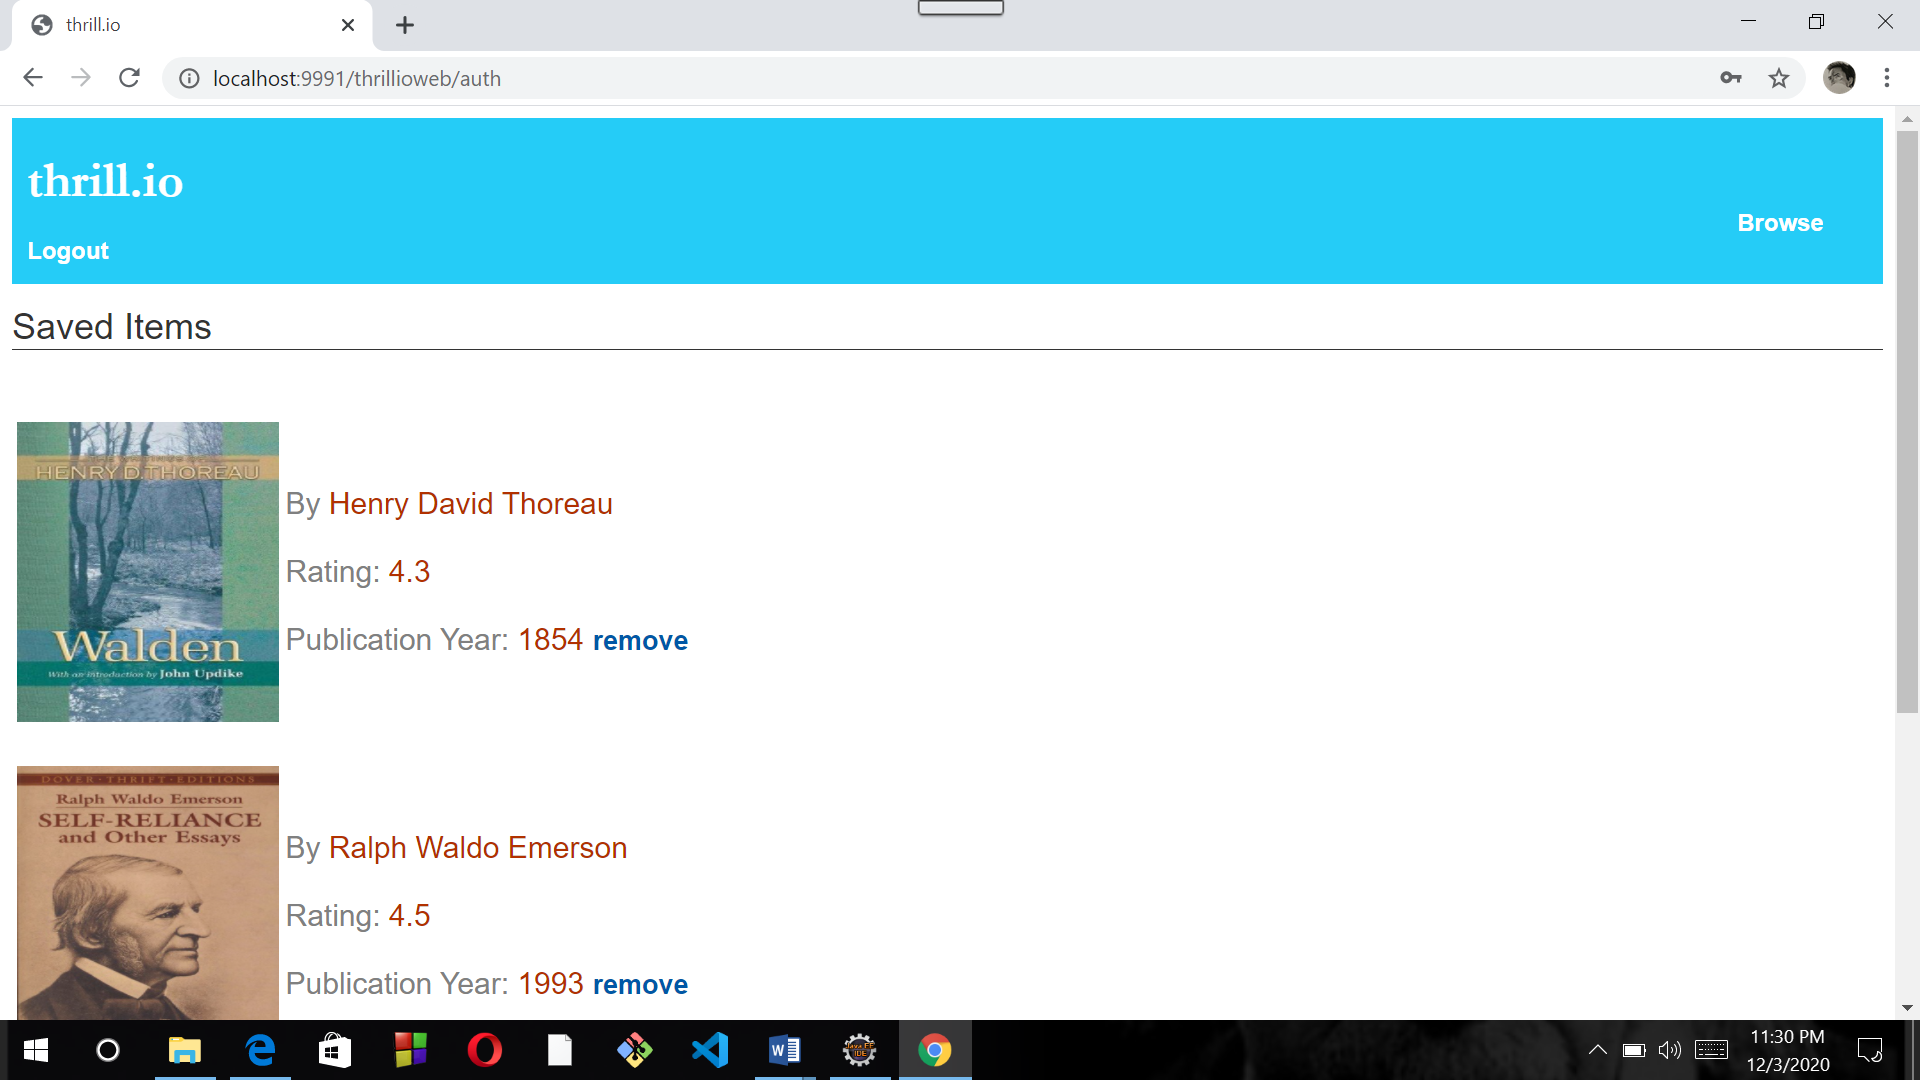 thrill.io
localhost:9991/thrillioweb/auth
thrill.io
Browse
Logout
Saved Items
HENRY D. THOREAU
Walden
With an introduction by John Updike
By Henry David Thoreau
Rating: 4.3
Publication Year: 1854 remove
DOVER · THRIFT · EDITIONS
Ralph Waldo Emerson
SELF-RELIANCE
and Other Essays
By Ralph Waldo Emerson
Rating: 4.5
Publication Year: 1993 remove
11:30 PM
12/3/2020